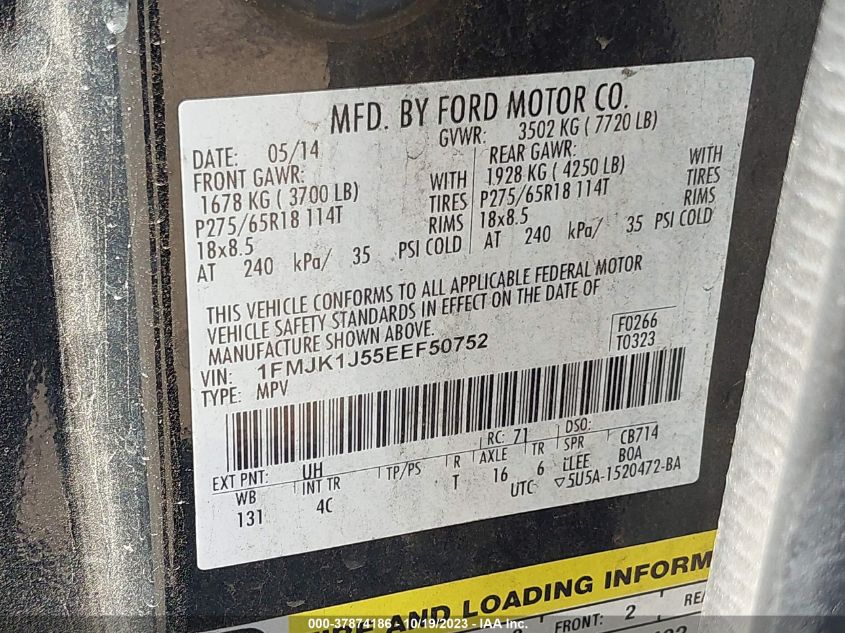 MFD. BY FORD MOTOR CO.
DATE: 05/14
GVWR: 3502 KG ( 7720 LB)
FRONT GAWR:
REAR GAWR:
1678 KG ( 3700 LB) WITH
1928 KG ( 4250 LB) WITH
P275/65R18 114T TIRES
P275/65R18 114T TIRES
18x8.5 RIMS
18x8.5 RIMS
AT 240 kPa/ 35 PSI COLD
AT 240 kPa/ 35 PSI COLD
THIS VEHICLE CONFORMS TO ALL APPLICABLE FEDERAL MOTOR
VEHICLE SAFETY STANDARDS IN EFFECT ON THE DATE OF
MANUFACTURE SHOWN ABOVE.
VIN: 1FMJK1J55EEF50752
TYPE: MPV
F0266
T0323
EXT PNT: UH RC: 71 DSO: CB714
WB INT TR TP/PS R AXLE TR SPR BOA
131 4C T 16 6 LLEE
UTC ▽5U5A-1520472-BA
AND LOADING INFORM
FRONT: 2
000-37874186 - 10/19/2023 - IAA Inc.